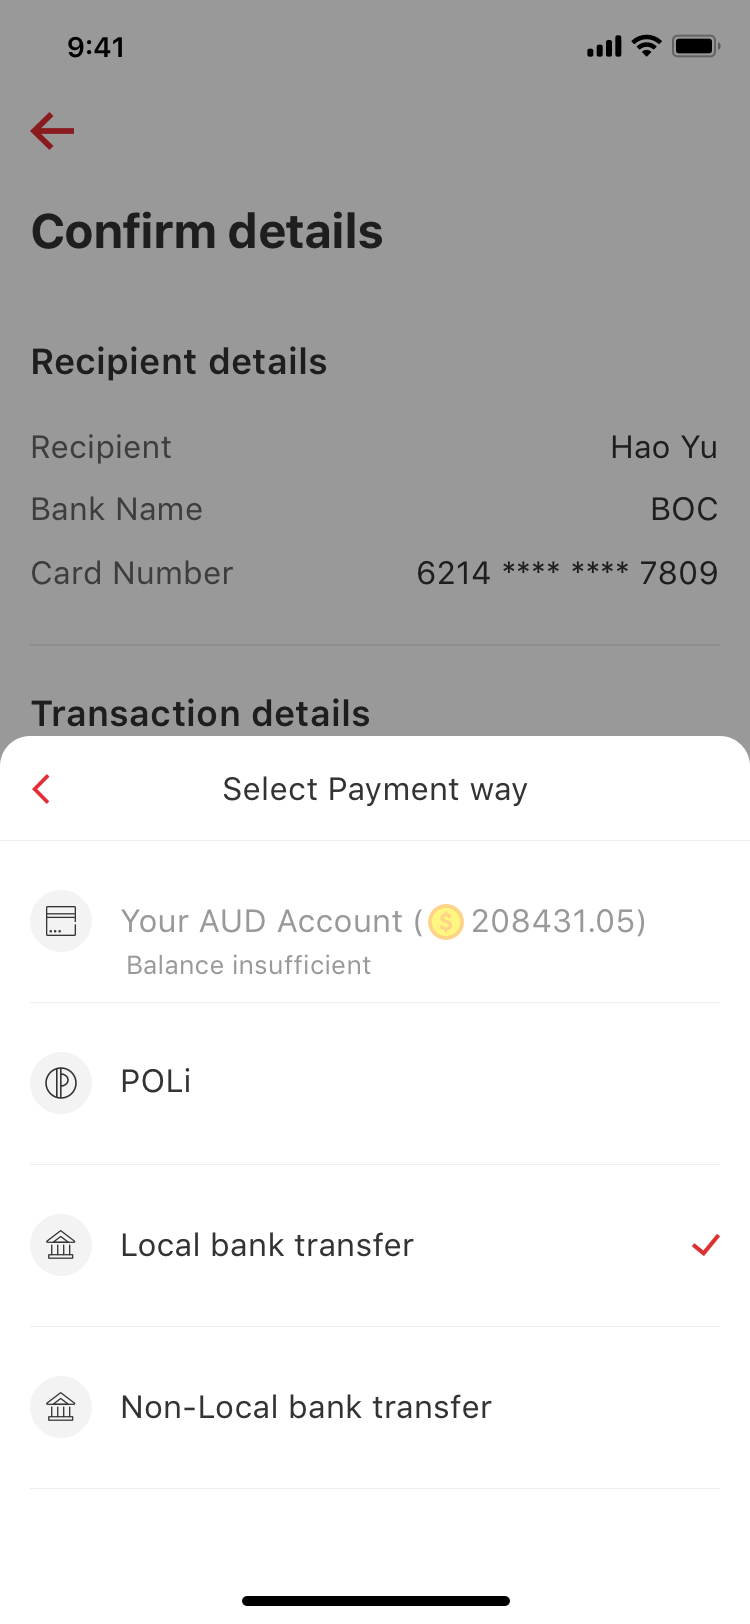 9:41
Confirm details
Recipient details
Recipient Hao Yu
Bank Name BOC
Card Number 6214 **** **** 7809
Transaction details
Select Payment way
Your AUD Account ($ 208431.05)
Balance insufficient
POLi
Local bank transfer
Non-Local bank transfer